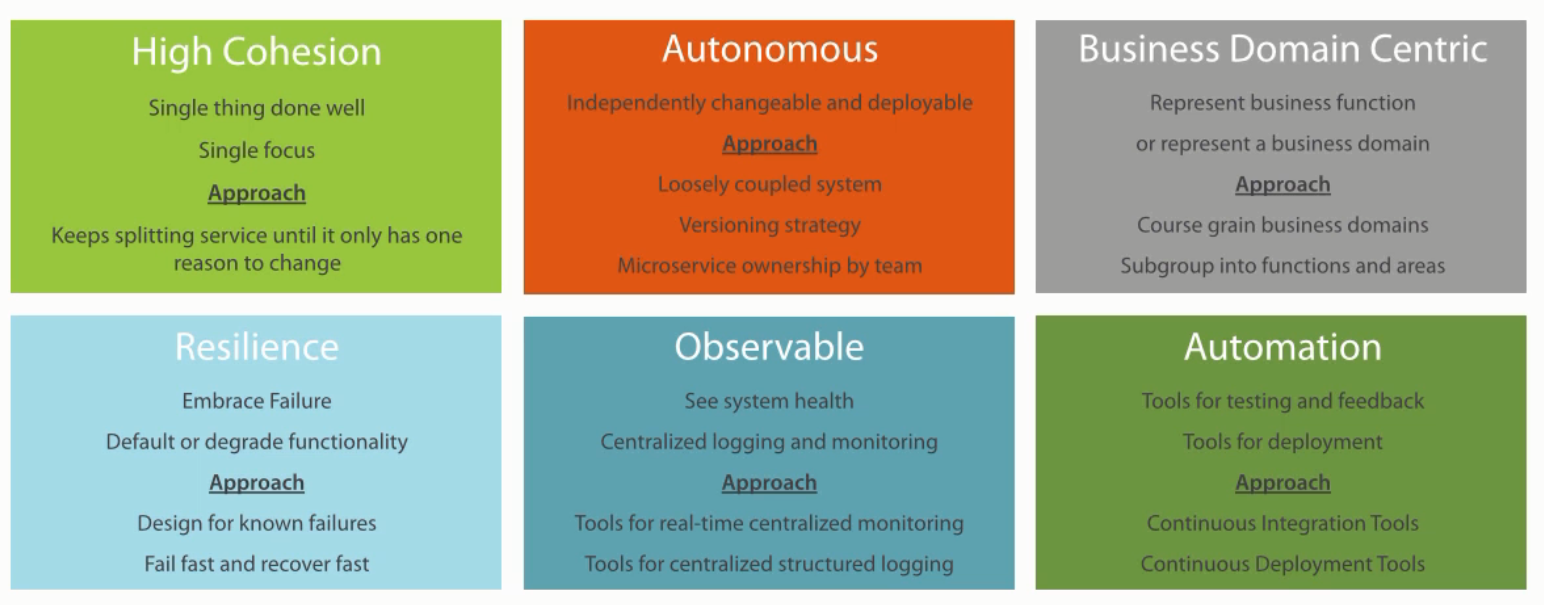 High Cohesion
Single thing done well
Single focus
Approach
Keeps splitting service until it only has one
reason to change
Autonomous
Independently changeable and deployable
Approach
Loosely coupled system
Versioning strategy
Microservice ownership by team
Business Domain Centric
Represent business function
or represent a business domain
Approach
Course grain business domains
Subgroup into functions and areas
Resilience
Embrace Failure
Default or degrade functionality
Approach
Design for known failures
Fail fast and recover fast
Observable
See system health
Centralized logging and monitoring
Approach
Tools for real-time centralized monitoring
Tools for centralized structured logging
Automation
Tools for testing and feedback
Tools for deployment
Approach
Continuous Integration Tools
Continuous Deployment Tools